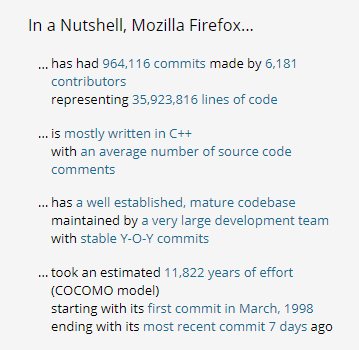 In a Nutshell, Mozilla Firefox...
... has had 964,116 commits made by 6,181
contributors
representing 35,923,816 lines of code
... is mostly written in C++
with an average number of source code
comments
... has a well established, mature codebase
maintained by a very large development team
with stable Y-O-Y commits
... took an estimated 11,822 years of effort
(COCOMO model)
starting with its first commit in March, 1998
ending with its most recent commit 7 days ago